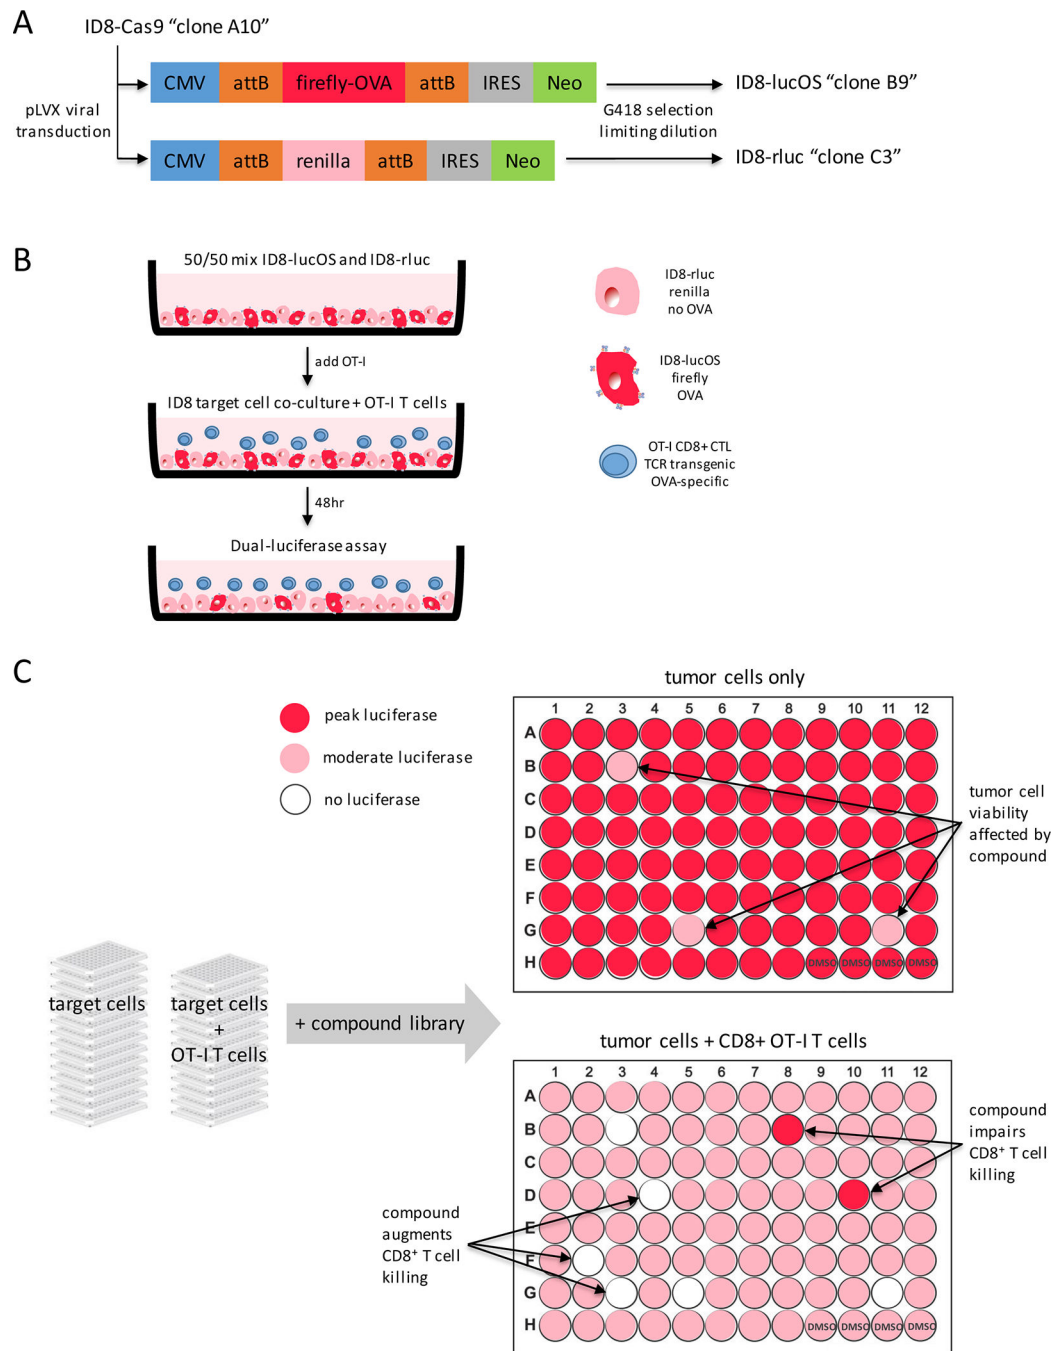 A
ID8-Cas9 “clone A10”
pLVX viral
transduction
CMV attB firefly-OVA attB IRES Neo
G418 selection
limiting dilution
ID8-lucOS “clone B9”
CMV attB renilla attB IRES Neo
ID8-rluc “clone C3”
B
50/50 mix ID8-lucOS and ID8-rluc
add OT-I
ID8 target cell co-culture + OT-I T cells
48hr
Dual-luciferase assay
ID8-rluc
renilla
no OVA
ID8-lucOS
firefly
OVA
OT-I CD8+ CTL
TCR transgenic
OVA-specific
C
peak luciferase
moderate luciferase
no luciferase
target cells
target cells
+
OT-I T cells
+ compound library
tumor cells only
1 2 3 4 5 6 7 8 9 10 11 12
A
B
C
D
E
F
G
H DMSO DMSO DMSO DMSO
tumor cell
viability
affected by
compound
tumor cells + CD8+ OT-I T cells
1 2 3 4 5 6 7 8 9 10 11 12
A
B
C
D
E
F
G
H DMSO DMSO DMSO DMSO
compound
impairs
CD8⁺ T cell
killing
compound
augments
CD8⁺ T cell
killing